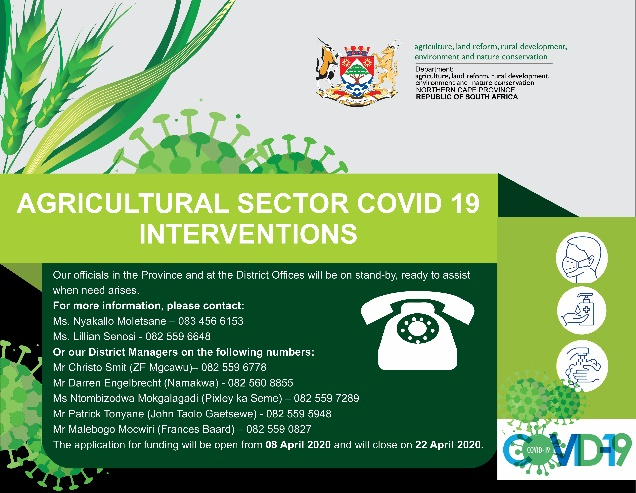 agriculture, land reform, rural development,
environment and nature conservation
Department:
agriculture, land reform, rural development,
environment and nature conservation
NORTHERN CAPE PROVINCE
REPUBLIC OF SOUTH AFRICA
AGRICULTURAL SECTOR COVID 19
INTERVENTIONS
Our officials in the Province and at the District Offices will be on stand-by, ready to assist
when need arises.
For more information, please contact:
Ms. Nyakallo Moletsane – 083 456 6153
Ms. Lillian Senosi - 082 559 6648
Or our District Managers on the following numbers:
Mr Christo Smit (ZF Mgcawu)– 082 559 6778
Mr Darren Engelbrecht (Namakwa) - 082 560 8855
Ms Ntombizodwa Mokgalagadi (Pixley ka Seme) – 082 559 7289
Mr Patrick Tonyane (John Taolo Gaetsewe) - 082 559 5948
Mr Malebogo Mocwiri (Frances Baard) – 082 559 0827
The application for funding will be open from 08 April 2020 and will close on 22 April 2020.
COVID-19
COVID-19